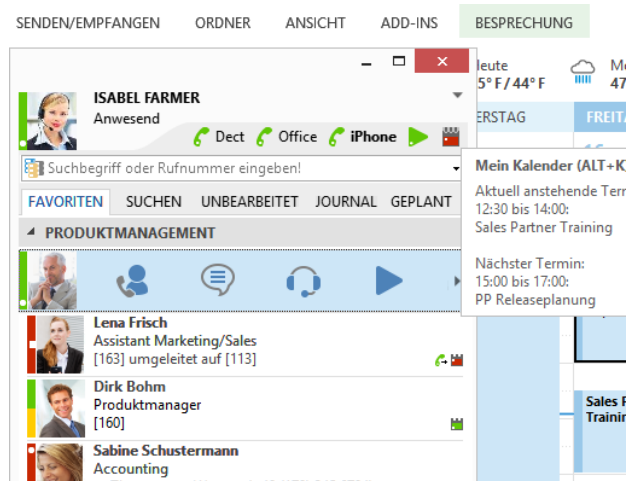 SENDEN/EMPFANGEN ORDNER ANSICHT ADD-INS BESPRECHUNG
ISABEL FARMER
Anwesend
Dect Office iPhone
Suchbegriff oder Rufnummer eingeben!
FAVORITEN SUCHEN UNBEARBEITET JOURNAL GEPLANT
PRODUKTMANAGEMENT
Lena Frisch
Assistant Marketing/Sales
[163] umgeleitet auf [113]
Dirk Bohm
Produktmanager
[160]
Sabine Schustermann
Accounting
leute
5° F / 44° F
47
ERSTAG FREITA
Mein Kalender (ALT+K)
Aktuell anstehende Terr
12:30 bis 14:00:
Sales Partner Training
Nächster Termin:
15:00 bis 17:00:
PP Releaseplanung
Sales P
Trainin